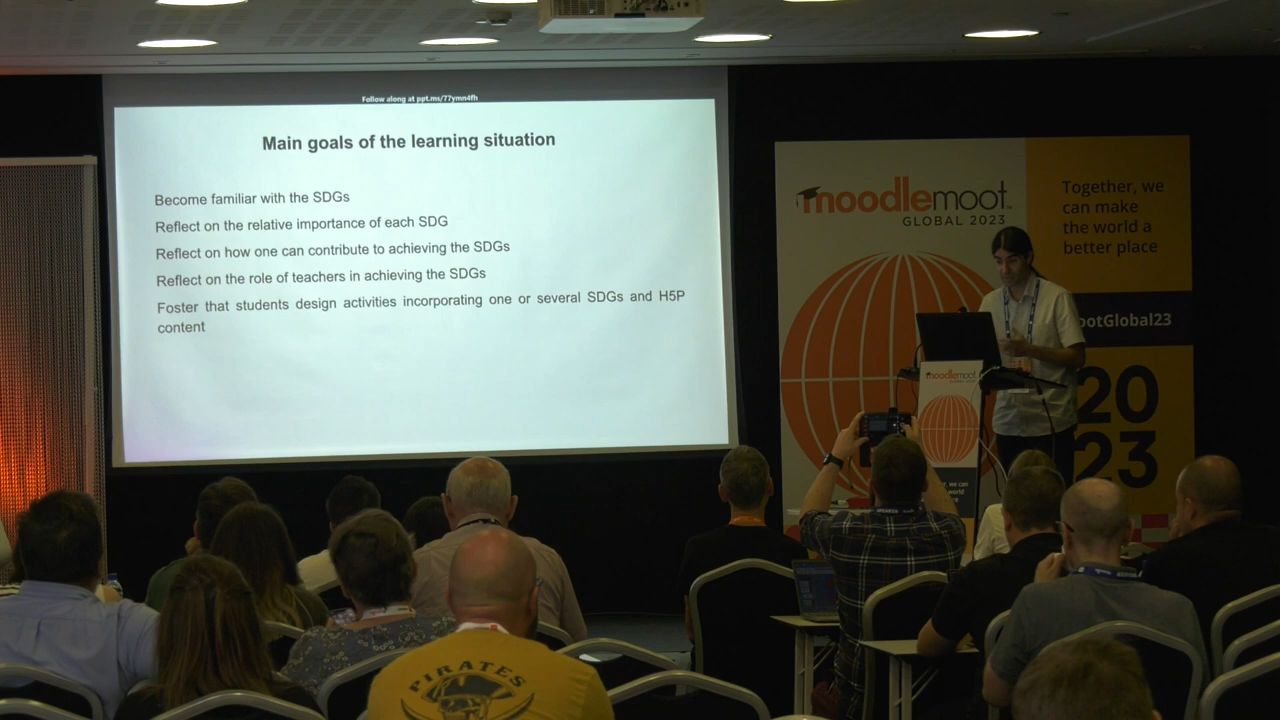 Follow along at ppt.ms/77ymn4fh
Main goals of the learning situation
Become familiar with the SDGs
Reflect on the relative importance of each SDG
Reflect on how one can contribute to achieving the SDGs
Reflect on the role of teachers in achieving the SDGs
Foster that students design activities incorporating one or several SDGs and H5P
content
moodlemoot
GLOBAL 2023
Together, we
can make
the world a
better place
ootGlobal23
20
23
moodlemoot
PIRATES